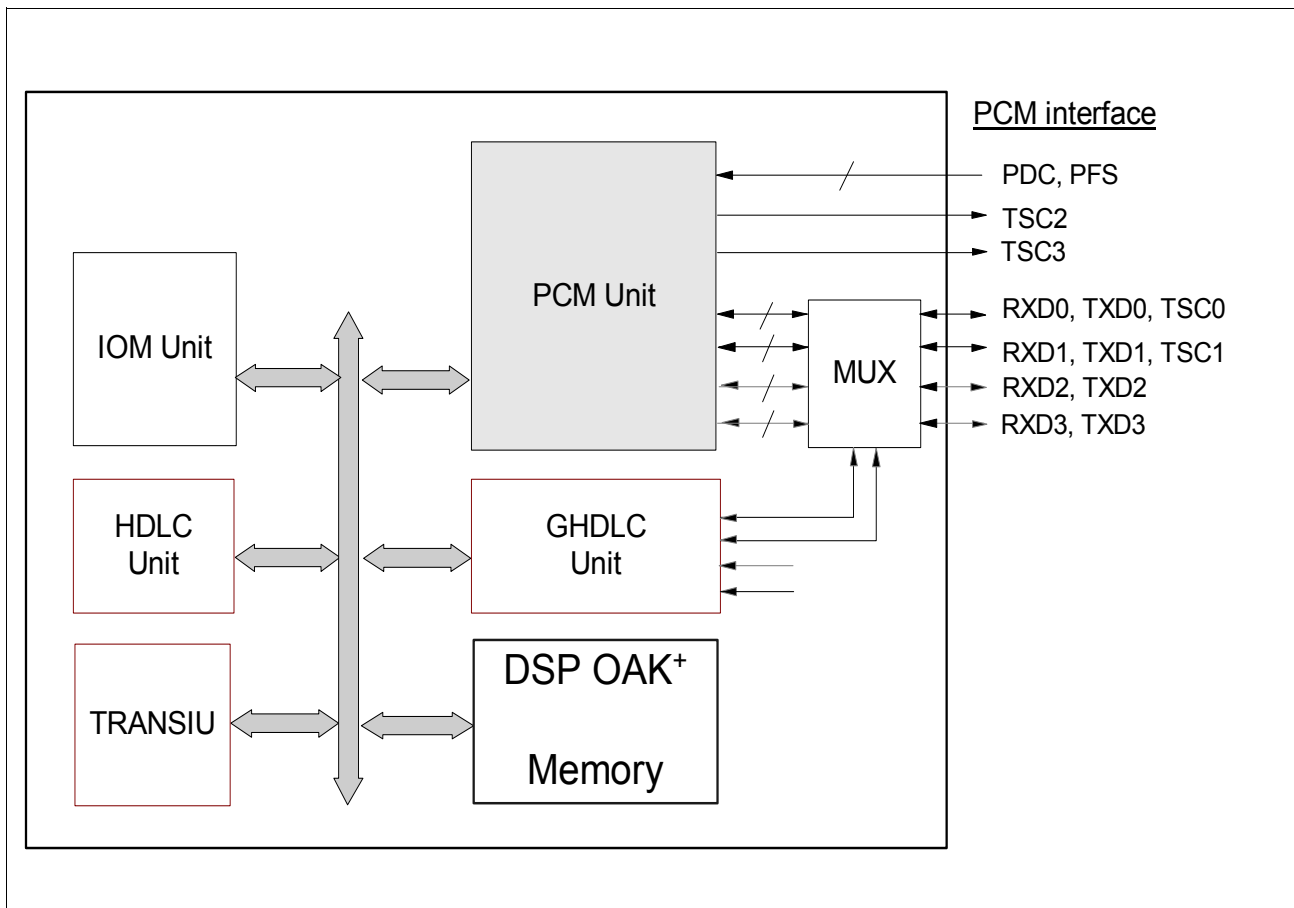 PCM interface
PDC, PFS
TSC2
TSC3
PCM Unit
IOM Unit
RXD0, TXD0, TSC0
RXD1, TXD1, TSC1
MUX
RXD2, TXD2
RXD3, TXD3
HDLC
Unit
GHDLC
Unit
DSP OAK⁺
TRANSIU
Memory